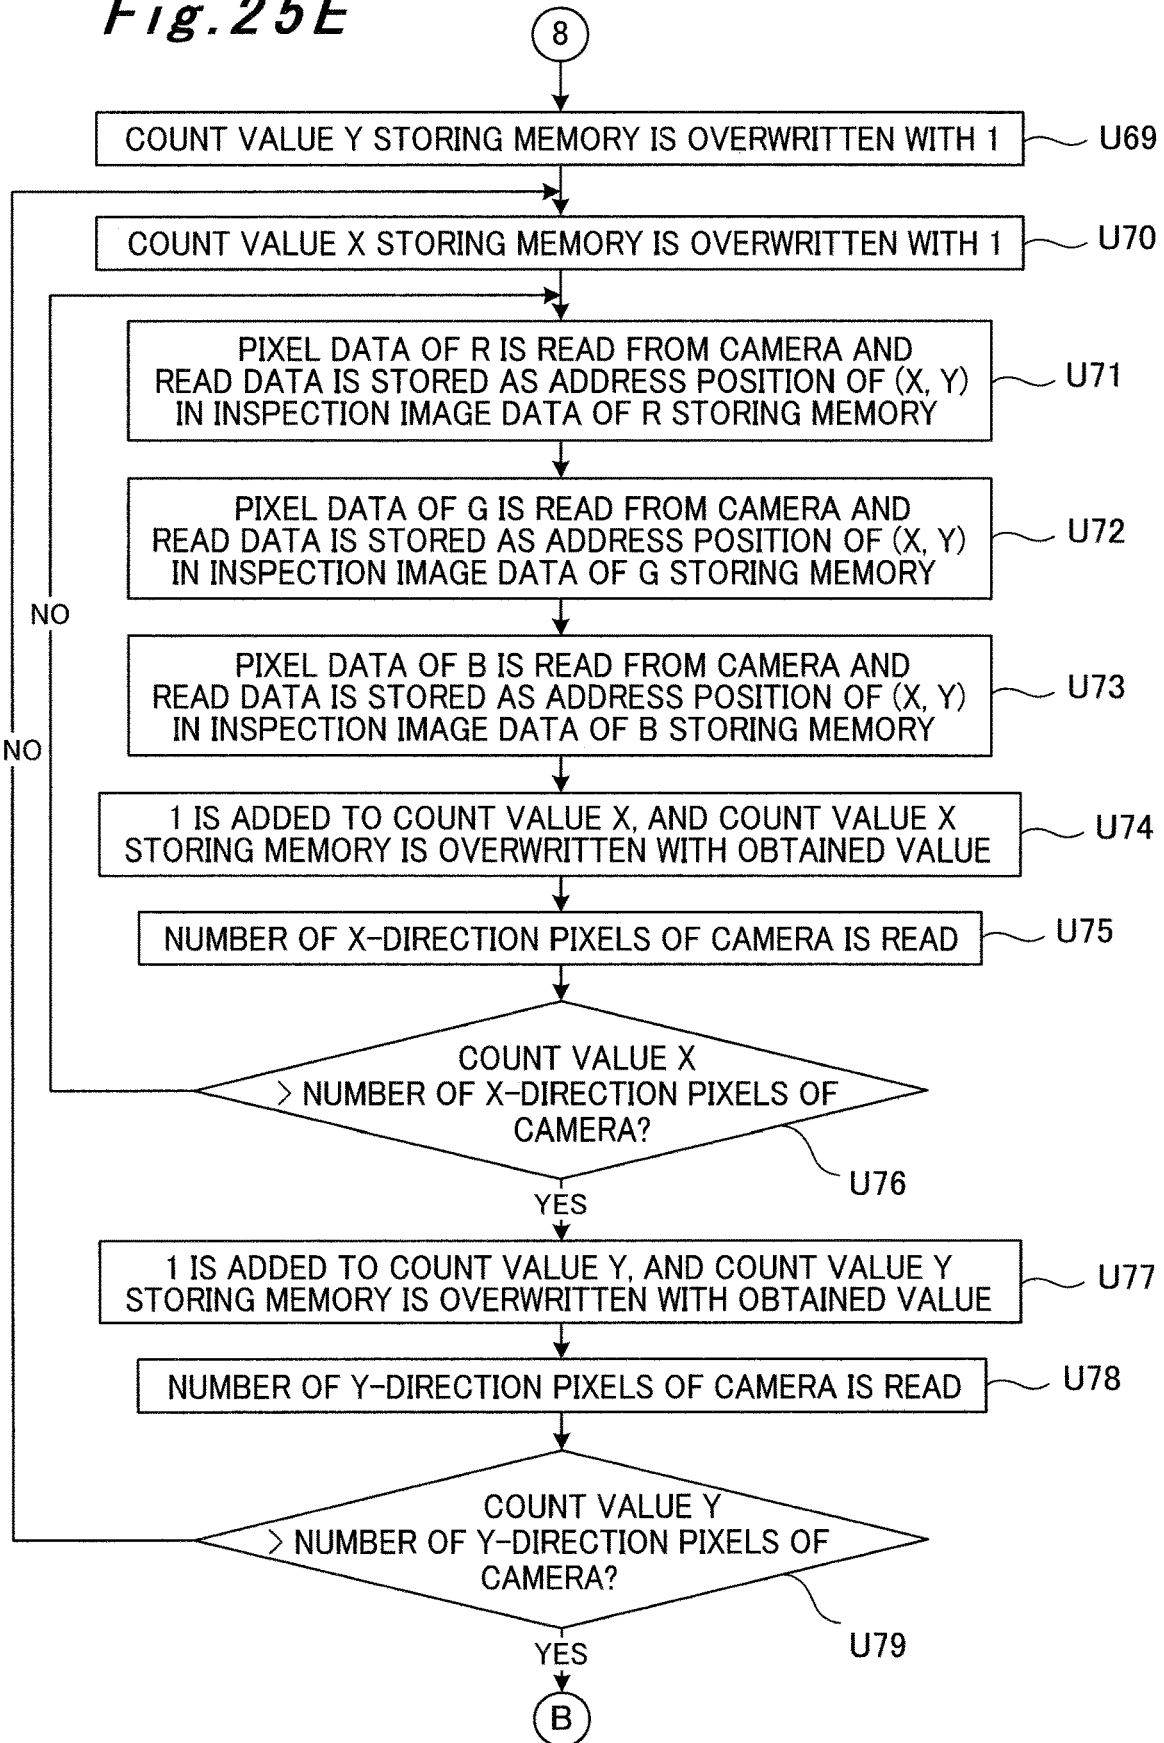 Fig.25E
8
COUNT VALUE Y STORING MEMORY IS OVERWRITTEN WITH 1
U69
COUNT VALUE X STORING MEMORY IS OVERWRITTEN WITH 1
U70
PIXEL DATA OF R IS READ FROM CAMERA AND
READ DATA IS STORED AS ADDRESS POSITION OF (X, Y)
IN INSPECTION IMAGE DATA OF R STORING MEMORY
U71
PIXEL DATA OF G IS READ FROM CAMERA AND
READ DATA IS STORED AS ADDRESS POSITION OF (X, Y)
IN INSPECTION IMAGE DATA OF G STORING MEMORY
U72
NO
PIXEL DATA OF B IS READ FROM CAMERA AND
READ DATA IS STORED AS ADDRESS POSITION OF (X, Y)
IN INSPECTION IMAGE DATA OF B STORING MEMORY
U73
NO
1 IS ADDED TO COUNT VALUE X, AND COUNT VALUE X
STORING MEMORY IS OVERWRITTEN WITH OBTAINED VALUE
U74
NUMBER OF X-DIRECTION PIXELS OF CAMERA IS READ
U75
COUNT VALUE X
> NUMBER OF X-DIRECTION PIXELS OF
CAMERA?
U76
YES
1 IS ADDED TO COUNT VALUE Y, AND COUNT VALUE Y
STORING MEMORY IS OVERWRITTEN WITH OBTAINED VALUE
U77
NUMBER OF Y-DIRECTION PIXELS OF CAMERA IS READ
U78
COUNT VALUE Y
> NUMBER OF Y-DIRECTION PIXELS OF
CAMERA?
U79
YES
B